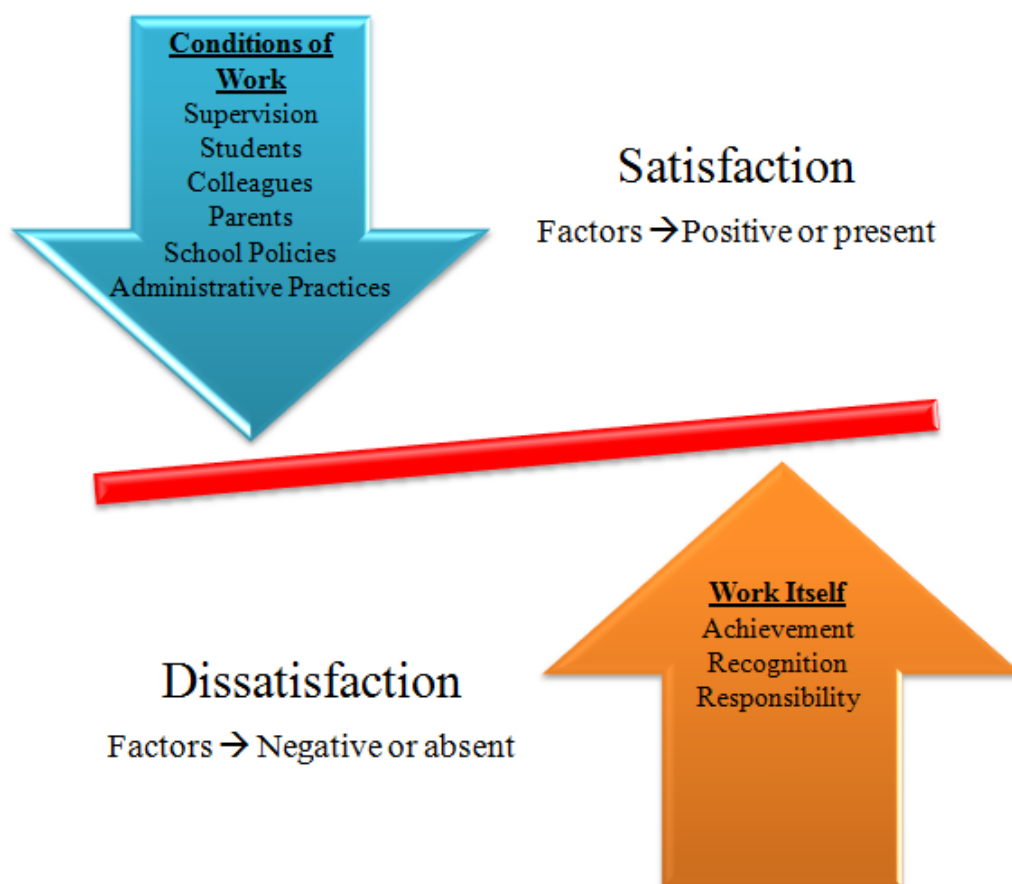 Conditions of
Work
Supervision
Students
Colleagues
Parents
School Policies
Administrative Practices
Satisfaction
Factors →Positive or present
Dissatisfaction
Factors → Negative or absent
Work Itself
Achievement
Recognition
Responsibility